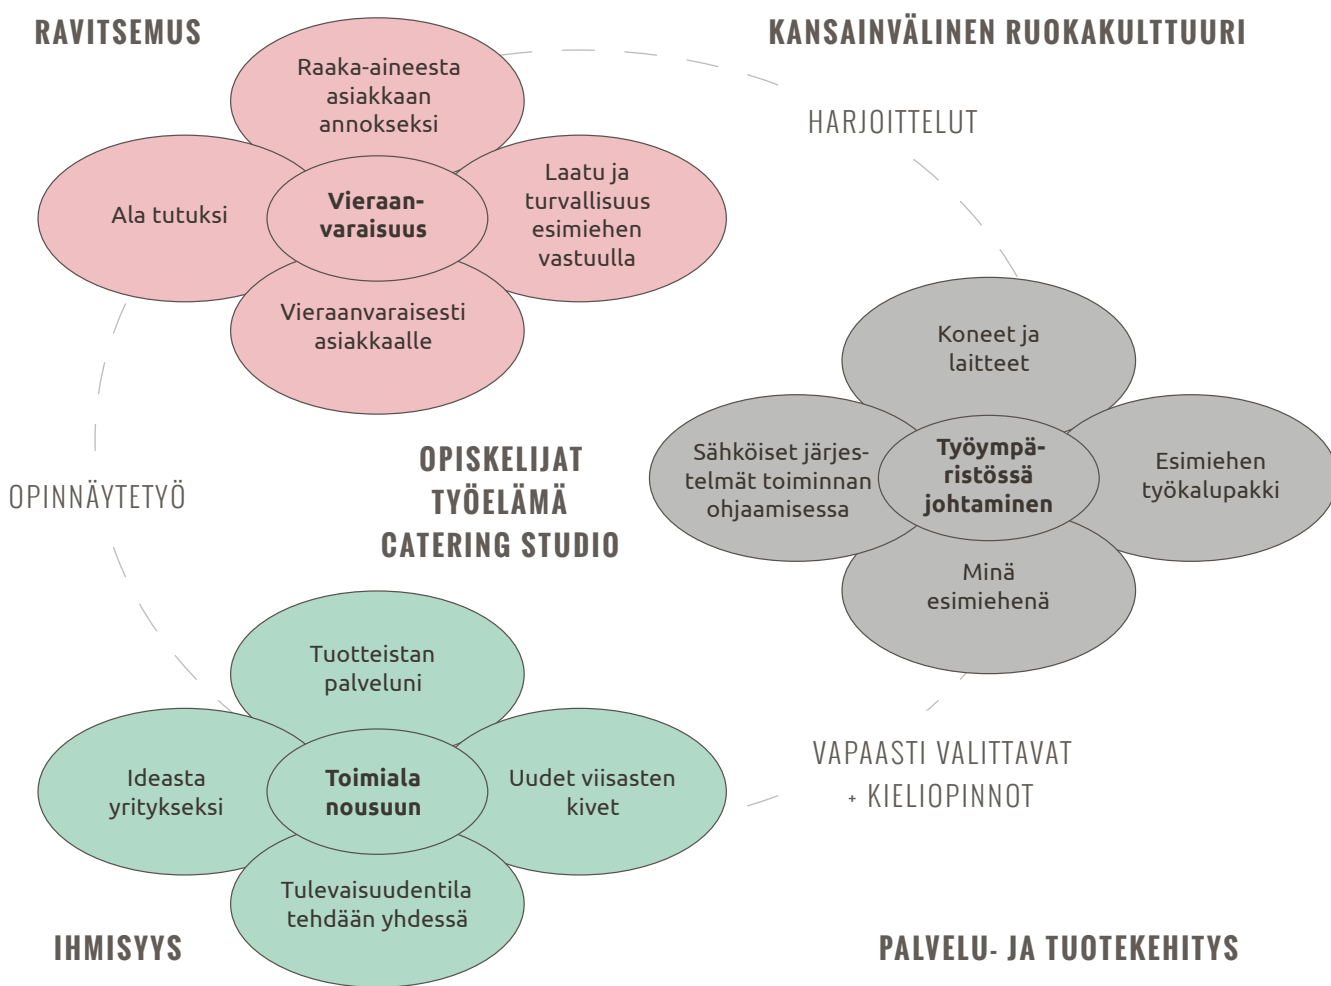 RAVITSEMUS
KANSAINVÄLINEN RUOKAKULTTUURI
Raaka-aineesta
asiakkaan
annokseksi
HARJOITTELUT
Ala tutuksi
Vieraan-
varaisuus
Laatu ja
turvallisuus
esimiehen
vastuulla
Vieraanvaraisesti
asiakkaalle
Koneet ja
laitteet
Sähköiset järjes-
telmät toiminnan
ohjaamisessa
Työympä-
ristössä
johtaminen
Esimiehen
työkalupakki
Minä
esimiehenä
OPISKELIJAT
TYÖELÄMÄ
CATERING STUDIO
OPINNÄYTETYÖ
Tuotteistan
palveluni
Ideasta
yritykseksi
Toimiala
nousuun
Uudet viisasten
kivet
Tulevaisuudentila
tehdään yhdessä
VAPAASTI VALITTAVAT
+ KIELIOPINNOT
IHMISYYS
PALVELU- JA TUOTEKEHITYS